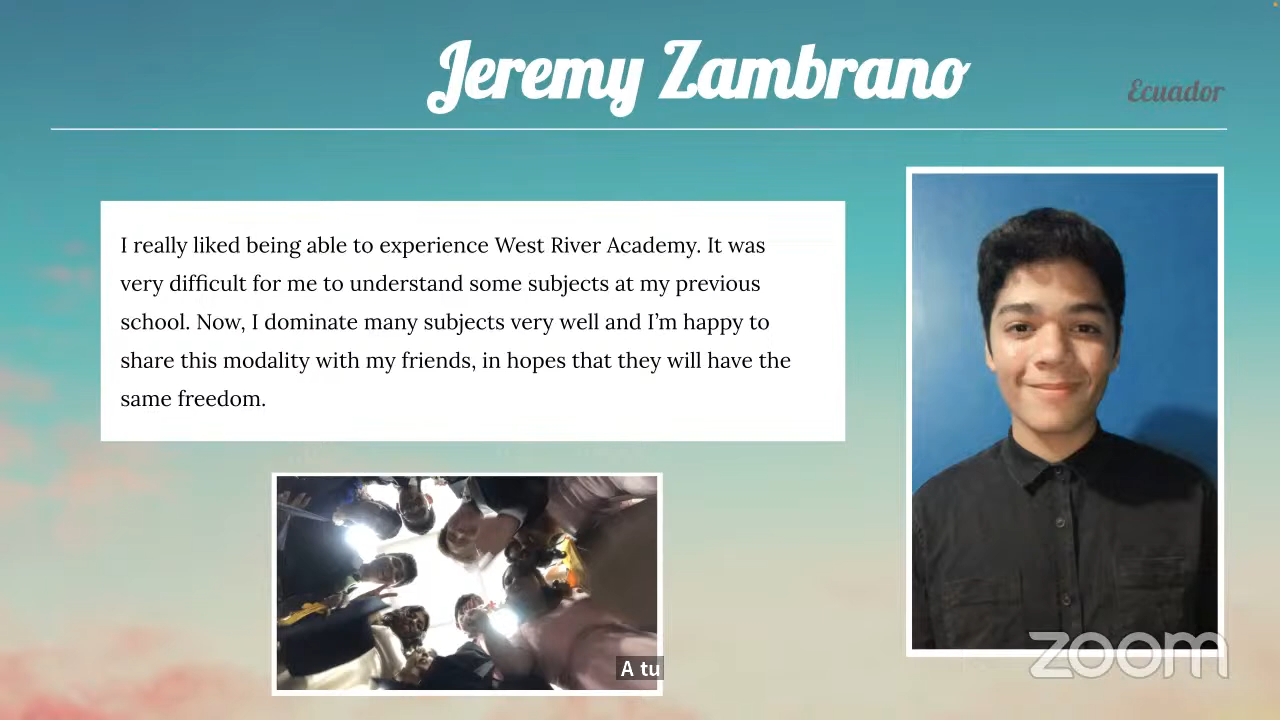 Jeremy Zambrano
Ecuador
I really liked being able to experience West River Academy. It was
very difficult for me to understand some subjects at my previous
school. Now, I dominate many subjects very well and I’m happy to
share this modality with my friends, in hopes that they will have the
same freedom.
A tu
zoom